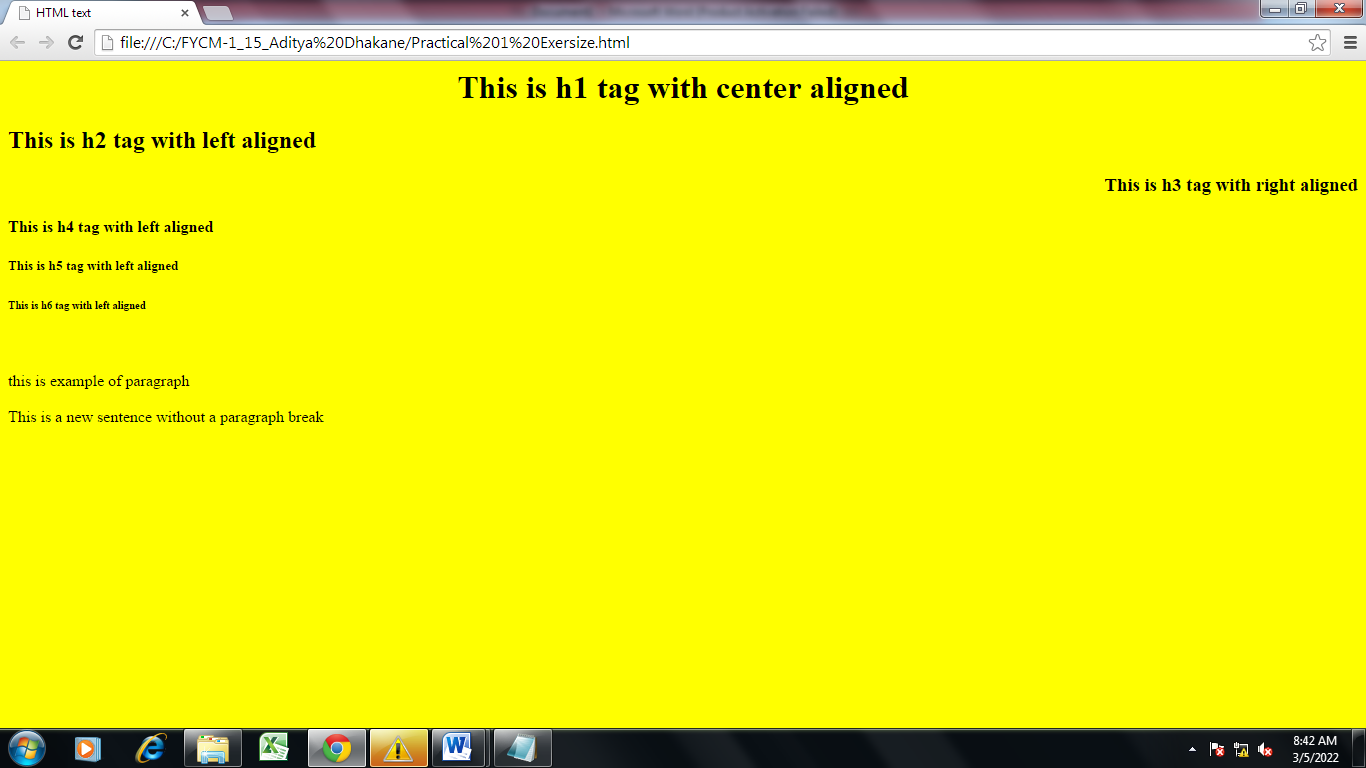 HTML text
file:///C:/FYCM-1_15_Aditya%20Dhakane/Practical%201%20Exersize.html
This is h1 tag with center aligned
This is h2 tag with left aligned
This is h3 tag with right aligned
This is h4 tag with left aligned
This is h5 tag with left aligned
This is h6 tag with left aligned
this is example of paragraph
This is a new sentence without a paragraph break
8:42 AM
3/5/2022